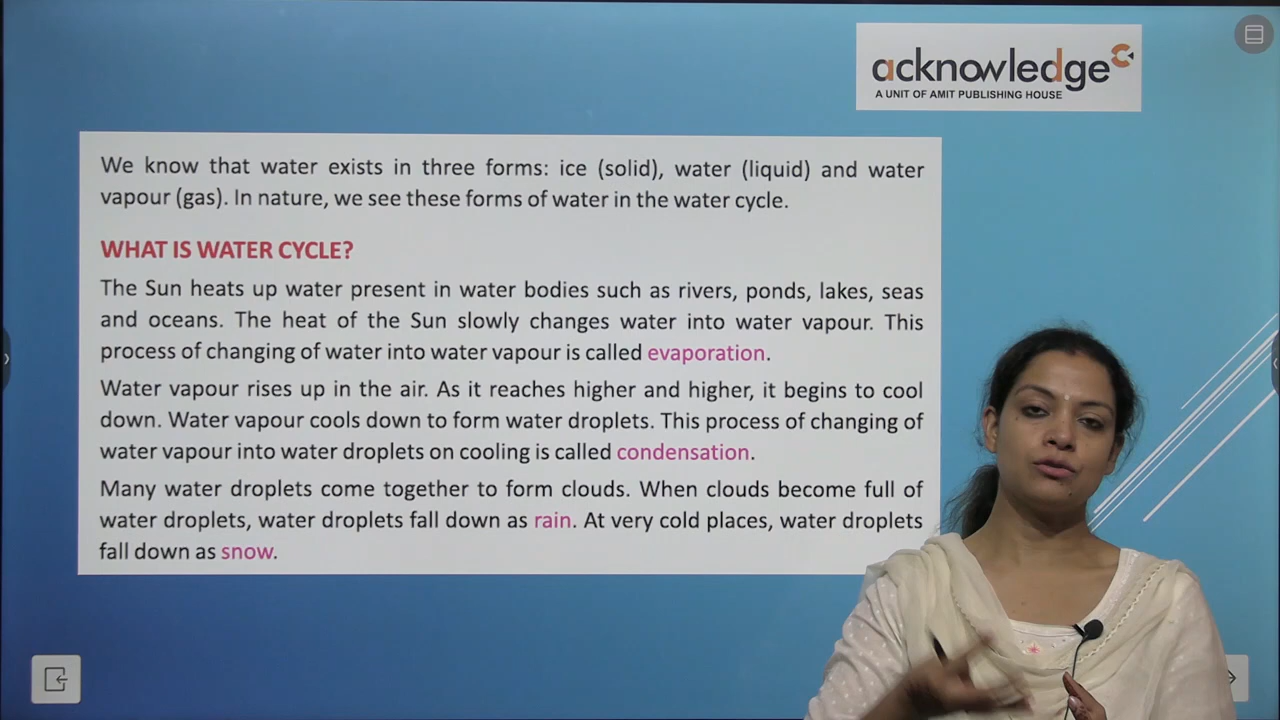 acknowledge
A UNIT OF AMIT PUBLISHING HOUSE
We know that water exists in three forms: ice (solid), water (liquid) and water
vapour (gas). In nature, we see these forms of water in the water cycle.
WHAT IS WATER CYCLE?
The Sun heats up water present in water bodies such as rivers, ponds, lakes, seas
and oceans. The heat of the Sun slowly changes water into water vapour. This
process of changing of water into water vapour is called evaporation.
Water vapour rises up in the air. As it reaches higher and higher, it begins to cool
down. Water vapour cools down to form water droplets. This process of changing of
water vapour into water droplets on cooling is called condensation.
Many water droplets come together to form clouds. When clouds become full of
water droplets, water droplets fall down as rain. At very cold places, water droplets
fall down as snow.